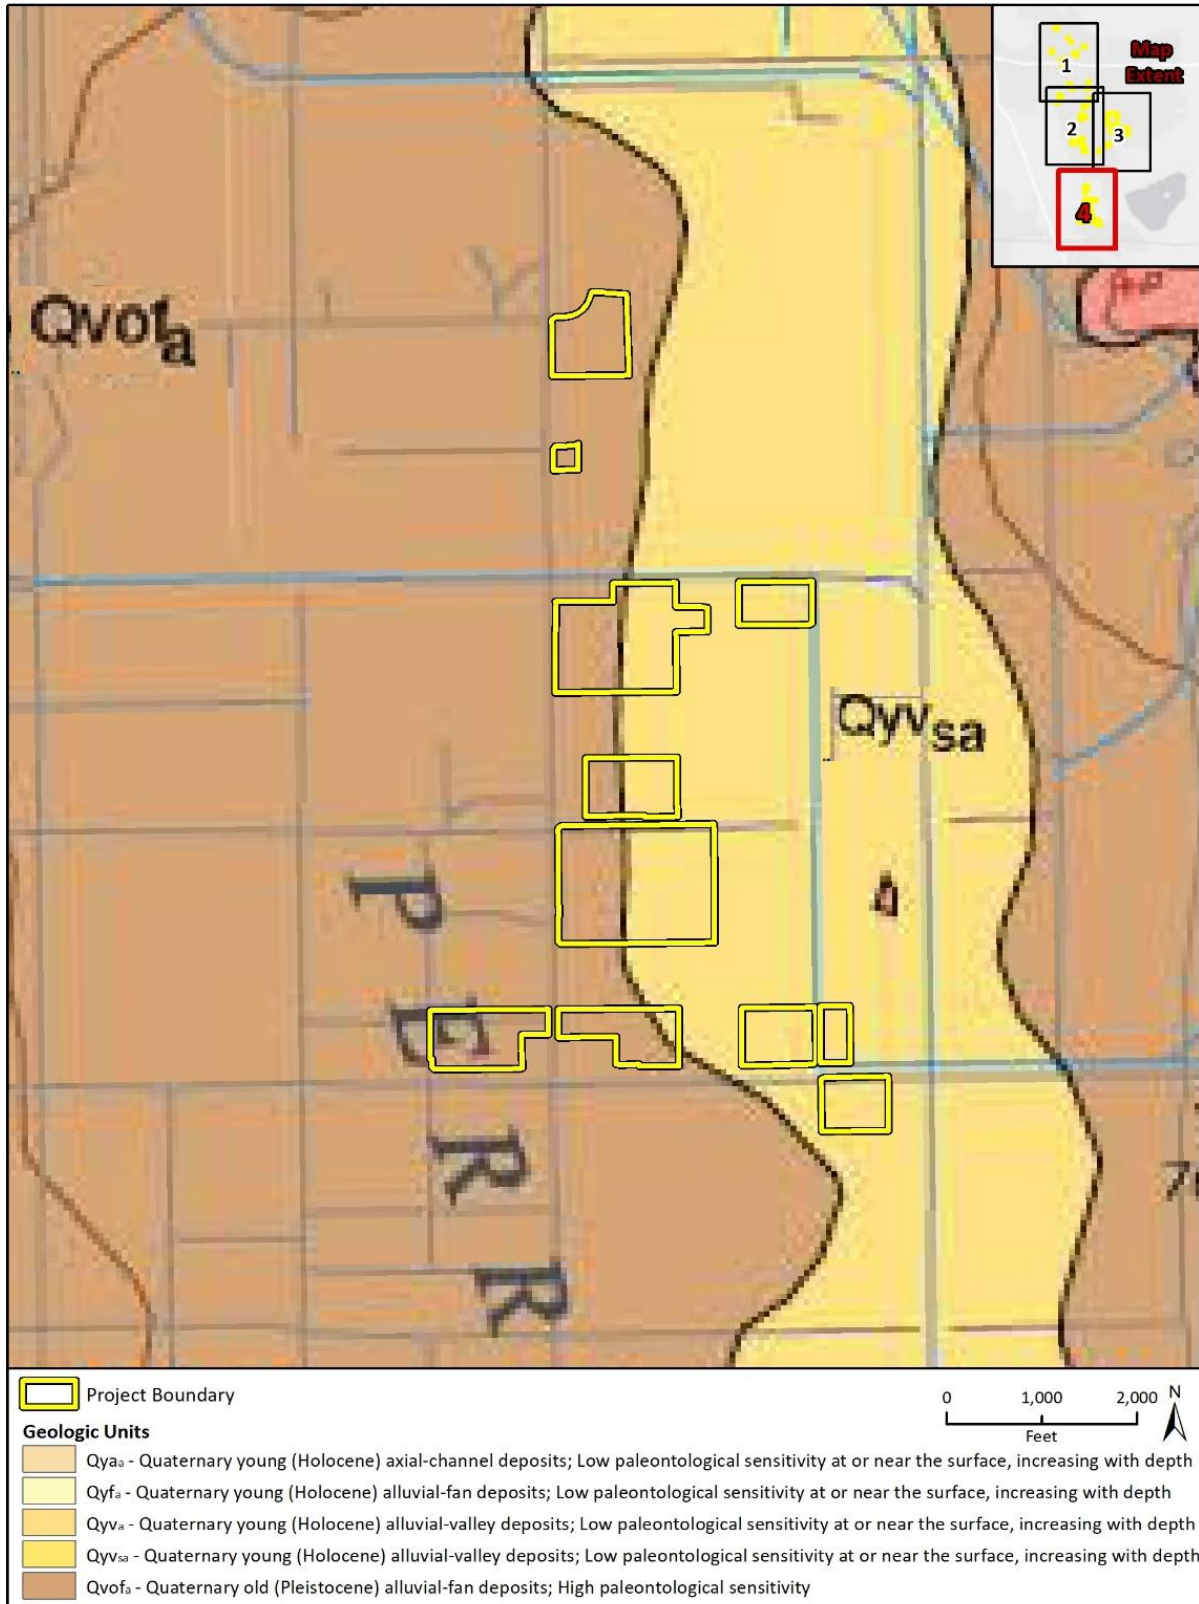 Map
Extent
1
2
3
4
Qvofa
Qyvsa
P
E
R
R
Project Boundary
0 1,000 2,000
Feet
N
Geologic Units
Qyaa - Quaternary young (Holocene) axial-channel deposits; Low paleontological sensitivity at or near the surface, increasing with depth
Qyfa - Quaternary young (Holocene) alluvial-fan deposits; Low paleontological sensitivity at or near the surface, increasing with depth
Qyva - Quaternary young (Holocene) alluvial-valley deposits; Low paleontological sensitivity at or near the surface, increasing with depth
Qyvsa - Quaternary young (Holocene) alluvial-valley deposits; Low paleontological sensitivity at or near the surface, increasing with depth
Qvofa - Quaternary old (Pleistocene) alluvial-fan deposits; High paleontological sensitivity